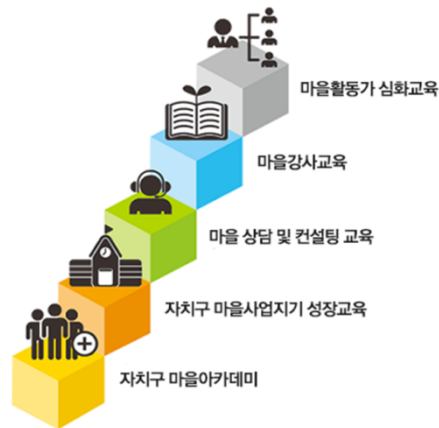 마을활동가 심화교육
마을강사교육
마을 상담 및 컨설팅 교육
자치구 마을사업지기 성장교육
자치구 마을아카데미